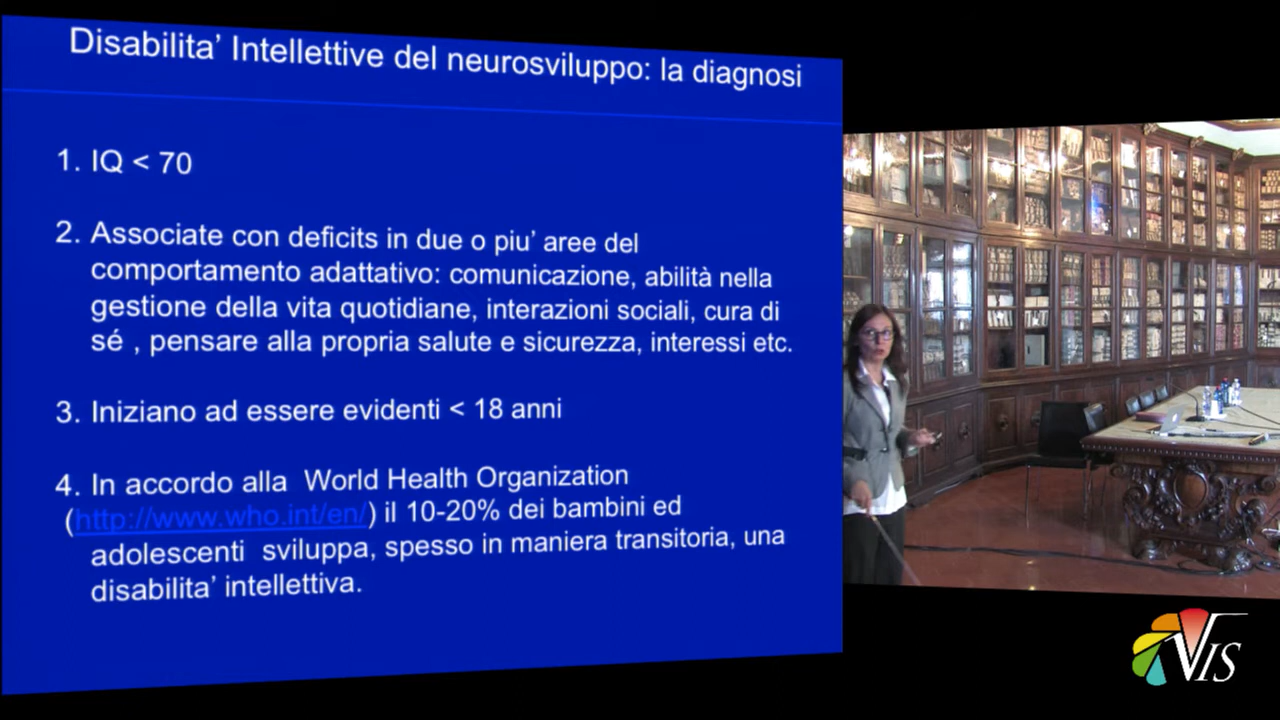 Disabilita' Intellettive del neurosviluppo: la diagnosi
1. IQ < 70
2. Associate con deficits in due o piu' aree del
comportamento adattativo: comunicazione, abilità nella
gestione della vita quotidiane, interazioni sociali, cura di
sé , pensare alla propria salute e sicurezza, interessi etc.
3. Iniziano ad essere evidenti < 18 anni
4. In accordo alla World Health Organization
(http://www.who.int/en/) il 10-20% dei bambini ed
adolescenti sviluppa, spesso in maniera transitoria, una
disabilita' intellettiva.
VIS